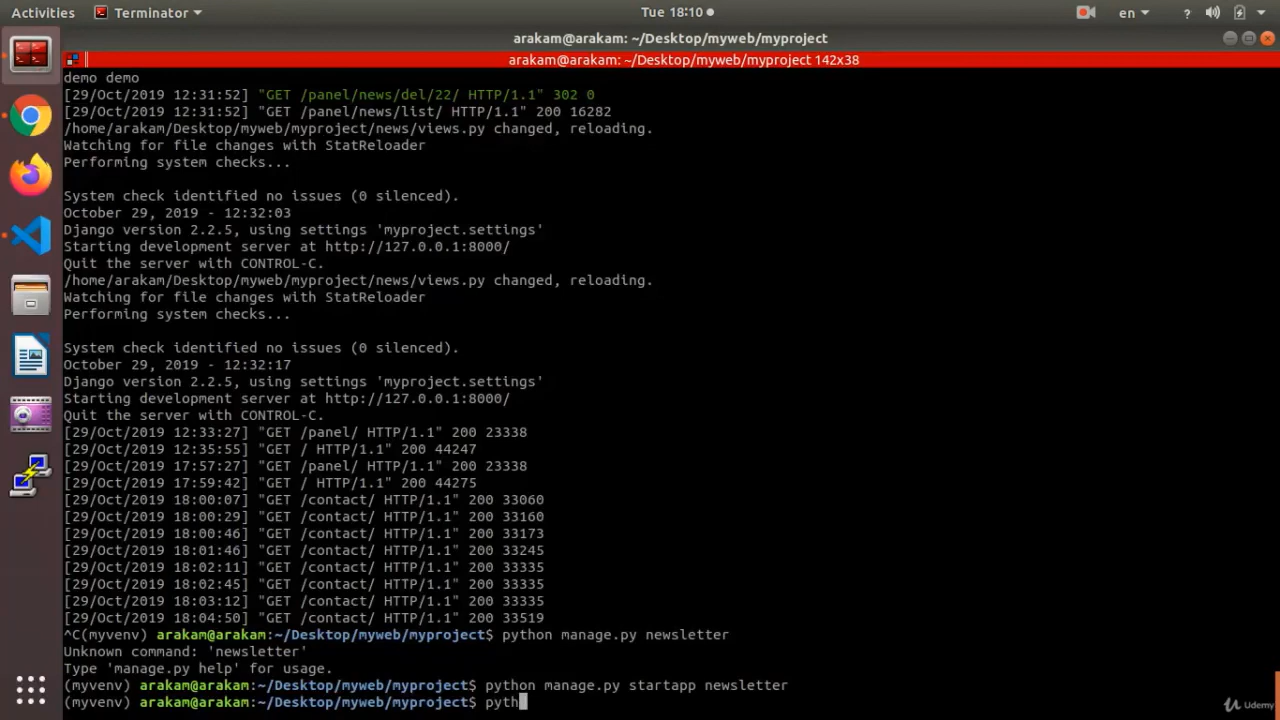 Activities Terminator Tue 18:10 en ?
arakam@arakam: ~/Desktop/myweb/myproject
arakam@arakam: ~/Desktop/myweb/myproject 142x38
demo demo
[29/Oct/2019 12:31:52] "GET /panel/news/del/22/ HTTP/1.1" 302 0
[29/Oct/2019 12:31:52] "GET /panel/news/list/ HTTP/1.1" 200 16282
/home/arakam/Desktop/myweb/myproject/news/views.py changed, reloading.
Watching for file changes with StatReloader
Performing system checks...
System check identified no issues (0 silenced).
October 29, 2019 - 12:32:03
Django version 2.2.5, using settings 'myproject.settings'
Starting development server at http://127.0.0.1:8000/
Quit the server with CONTROL-C.
/home/arakam/Desktop/myweb/myproject/news/views.py changed, reloading.
Watching for file changes with StatReloader
Performing system checks...
System check identified no issues (0 silenced).
October 29, 2019 - 12:32:17
Django version 2.2.5, using settings 'myproject.settings'
Starting development server at http://127.0.0.1:8000/
Quit the server with CONTROL-C.
[29/Oct/2019 12:33:27] "GET /panel/ HTTP/1.1" 200 23338
[29/Oct/2019 12:35:55] "GET / HTTP/1.1" 200 44247
[29/Oct/2019 17:57:27] "GET /panel/ HTTP/1.1" 200 23338
[29/Oct/2019 17:59:42] "GET / HTTP/1.1" 200 44275
[29/Oct/2019 18:00:07] "GET /contact/ HTTP/1.1" 200 33060
[29/Oct/2019 18:00:29] "GET /contact/ HTTP/1.1" 200 33160
[29/Oct/2019 18:00:46] "GET /contact/ HTTP/1.1" 200 33173
[29/Oct/2019 18:01:46] "GET /contact/ HTTP/1.1" 200 33245
[29/Oct/2019 18:02:11] "GET /contact/ HTTP/1.1" 200 33335
[29/Oct/2019 18:02:45] "GET /contact/ HTTP/1.1" 200 33335
[29/Oct/2019 18:03:12] "GET /contact/ HTTP/1.1" 200 33335
[29/Oct/2019 18:04:50] "GET /contact/ HTTP/1.1" 200 33519
^C(myvenv) arakam@arakam:~/Desktop/myweb/myproject$ python manage.py newsletter
Unknown command: 'newsletter'
Type 'manage.py help' for usage.
(myvenv) arakam@arakam:~/Desktop/myweb/myproject$ python manage.py startapp newsletter
(myvenv) arakam@arakam:~/Desktop/myweb/myproject$ pyth
Udemy